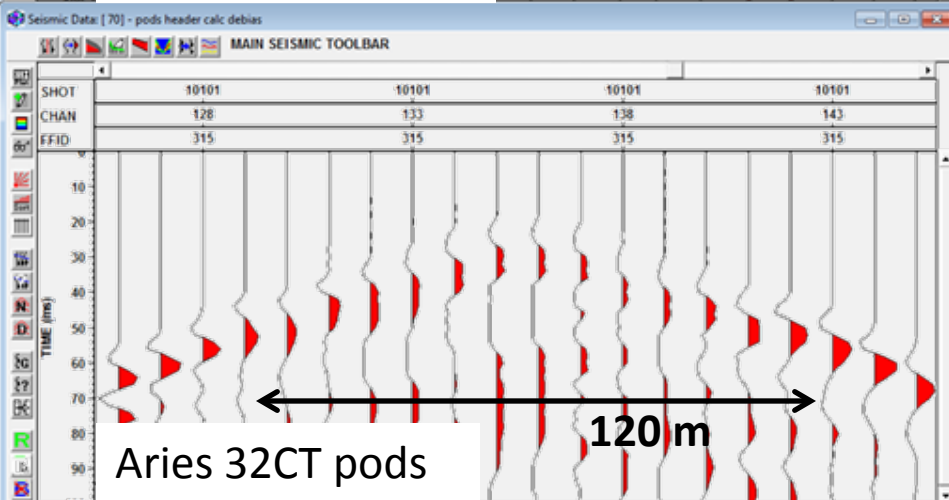 Seismic Data: [ 70] - pods header calc debias
MAIN SEISMIC TOOLBAR
SHOT 10101 10101 10101 10101
CHAN 128 133 138 143
FFID 315 315 315 315
0
10
20
30
40
50
60
70
80
90
TIME (ms)
120 m
Aries 32CT pods
N
D
R
B